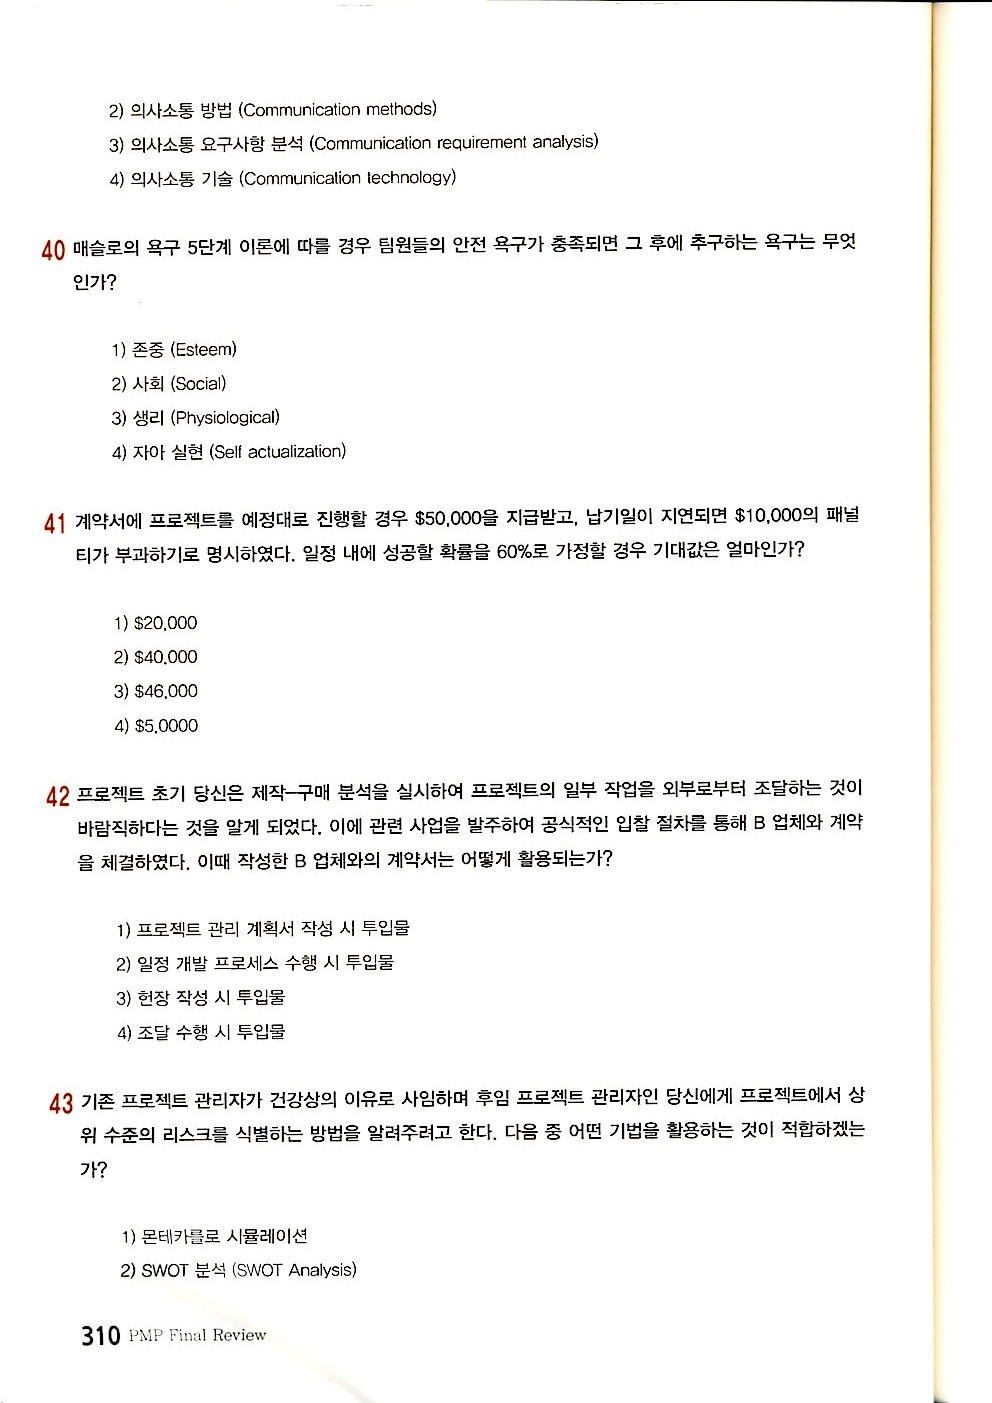 2) 의사소통 방법 (Communication methods)
3) 의사소통 요구사항 분석 (Communication requirement analysis)
4) 의사소통 기술 (Communication technology)
40 매슬로의 욕구 5단계 이론에 따를 경우 팀원들의 안전 욕구가 충족되면 그 후에 추구하는 욕구는 무엇
인가?
1) 존중 (Esteem)
2) 사회 (Social)
3) 생리 (Physiological)
4) 자아 실현 (Self actualization)
41 계약서에 프로젝트를 예정대로 진행할 경우 $50,000을 지급받고, 납기일이 지연되면 $10,000의 패널
티가 부과하기로 명시하였다. 일정 내에 성공할 확률을 60%로 가정할 경우 기대값은 얼마인가?
1) $20,000
2) $40,000
3) $46,000
4) $5,0000
42 프로젝트 초기 당신은 제작–구매 분석을 실시하여 프로젝트의 일부 작업을 외부로부터 조달하는 것이
바람직하다는 것을 알게 되었다. 이에 관련 사업을 발주하여 공식적인 입찰 절차를 통해 B 업체와 계약
을 체결하였다. 이때 작성한 B 업체와의 계약서는 어떻게 활용되는가?
1) 프로젝트 관리 계획서 작성 시 투입물
2) 일정 개발 프로세스 수행 시 투입물
3) 헌장 작성 시 투입물
4) 조달 수행 시 투입물
43 기존 프로젝트 관리자가 건강상의 이유로 사임하며 후임 프로젝트 관리자인 당신에게 프로젝트에서 상
위 수준의 리스크를 식별하는 방법을 알려주려고 한다. 다음 중 어떤 기법을 활용하는 것이 적합하겠는
가?
1) 몬테카를로 시뮬레이션
2) SWOT 분석 (SWOT Analysis)
310 PMP Final Review